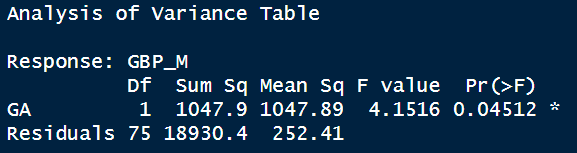 Analysis of Variance Table
Response: GBP_M
Df Sum Sq Mean Sq F value Pr(>F)
GA 1 1047.9 1047.89 4.1516 0.04512 *
Residuals 75 18930.4 252.41